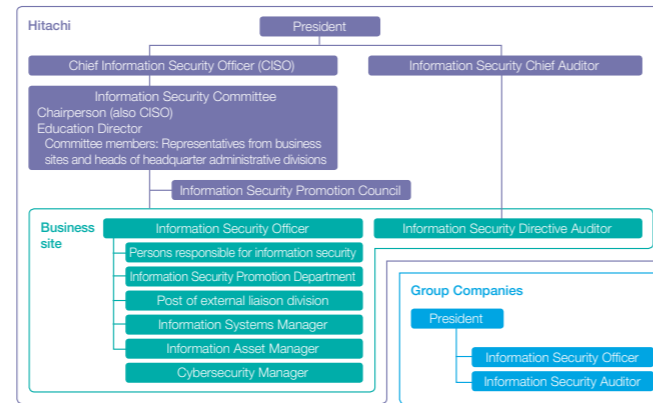 Hitachi
President
Chief Information Security Officer (CISO)
Information Security Chief Auditor
Information Security Committee
Chairperson (also CISO)
Education Director
Committee members: Representatives from business
sites and heads of headquarter administrative divisions
Information Security Promotion Council
Business
site
Information Security Officer
Information Security Directive Auditor
Persons responsible for information security
Information Security Promotion Department
Post of external liaison division
Information Systems Manager
Information Asset Manager
Cybersecurity Manager
Group Companies
President
Information Security Officer
Information Security Auditor